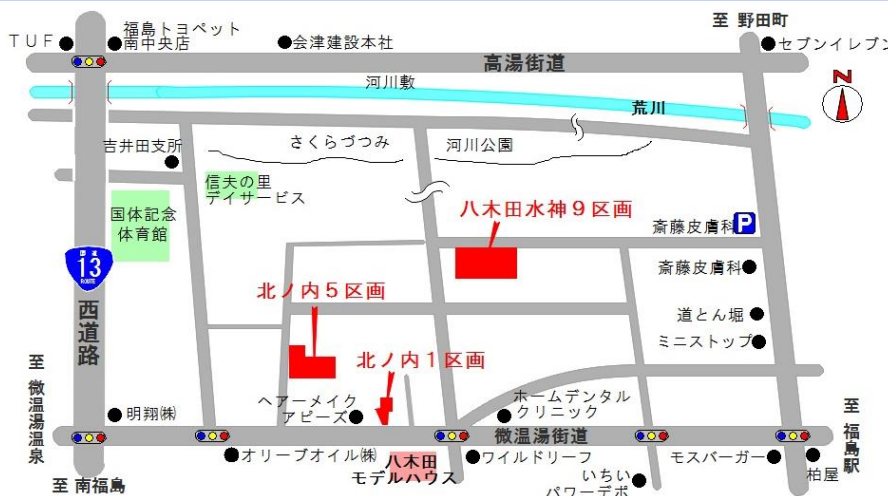 至 野田町
福島トヨペット
南中央店
TUF
会津建設本社
セブンイレブン
高湯街道
N
河川敷
荒川
吉井田支所
さくらづつみ
河川公園
信夫の里
デイサービス
八木田水神9区画
国体記念
体育館
斎藤皮膚科
P
国道
13
ROUTE
斎藤皮膚科
北ノ内5区画
西道路
道とん堀
ミニストップ
至 微温湯温泉
北ノ内1区画
ヘアーメイク
アピーズ
ホームデンタル
クリニック
明翔㈱
至 福島駅
微温湯街道
オリーブオイル㈱
八木田
モデルハウス
ワイルドリーフ
モスバーガー
柏屋
いちい
パワーデポ
至 南福島